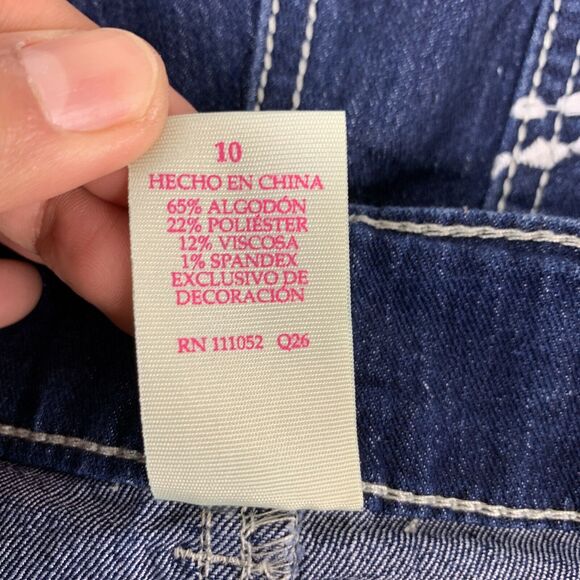 10
HECHO EN CHINA
65% ALGODÓN
22% POLIÉSTER
12% VISCOSA
1% SPANDEX
EXCLUSIVO DE
DECORACIÓN
RN 111052 Q26